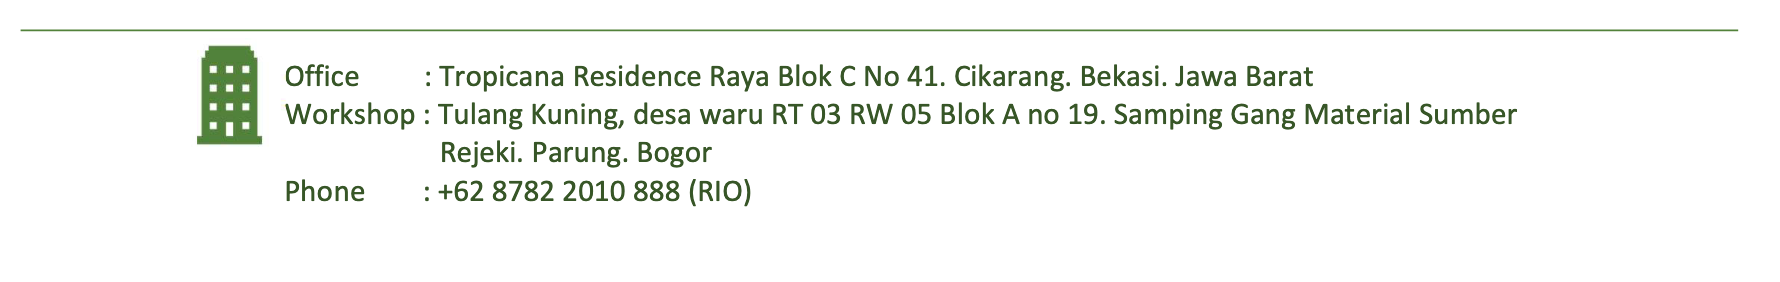 Office : Tropicana Residence Raya Blok C No 41. Cikarang. Bekasi. Jawa Barat
Workshop : Tulang Kuning, desa waru RT 03 RW 05 Blok A no 19. Samping Gang Material Sumber
Rejeki. Parung. Bogor
Phone : +62 8782 2010 888 (RIO)